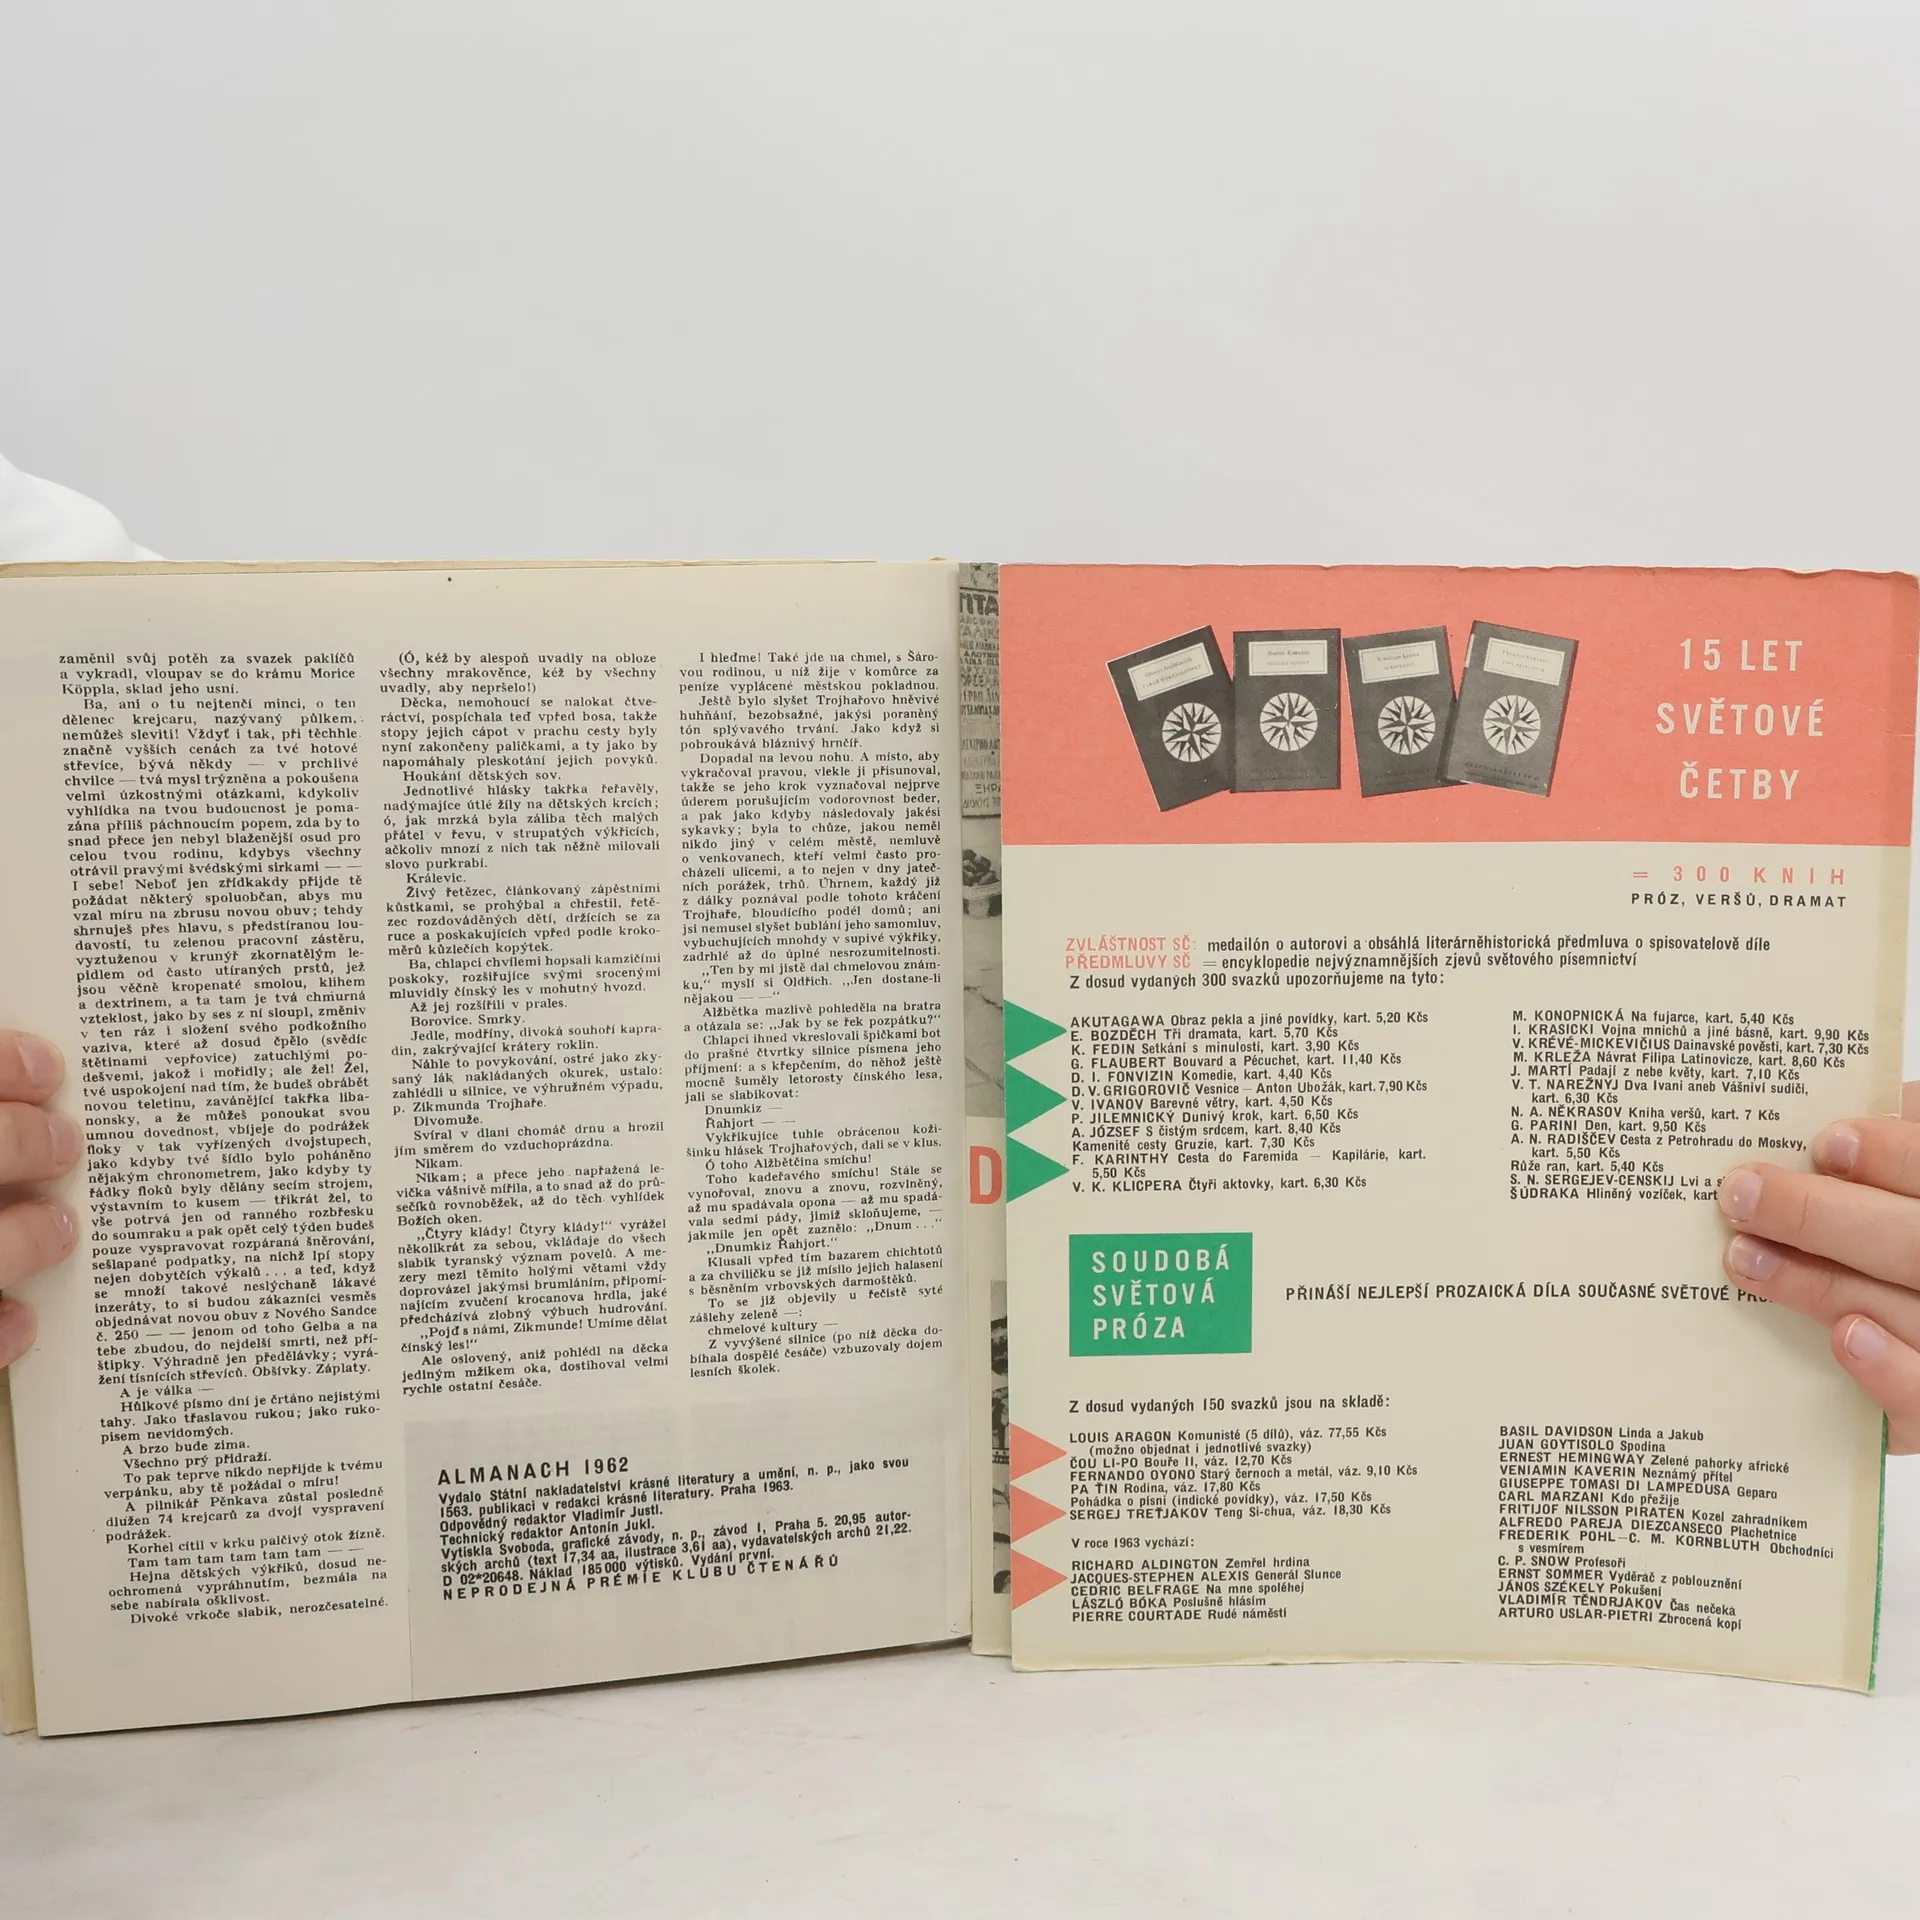 zaměnil svůj potěh za svazek paklíčů
a vykradl, vloupav se do krámu Morice
Köppla, sklad jeho usní.
Ba, ani o tu nejtenčí minci, o ten
dělenec krejcaru, nazývaný půlkem,
nemůžeš sleviti! Vždyť i tak, při těchhle
značně vyšších cenách za tvé hotové
střevíce, bývá někdy — v prchlivé
chvilce — tvá mysl trýzněna a pokoušena
velmi úzkostnými otázkami, kdykoliv
vyhlídka na tvou budoucnost je poma-
zána příliš páchnoucím popem, zda by to
snad přece jen nebyl blaženější osud pro
celou tvou rodinu, kdybys všechny
otrávil pravými švédskými sirkami — —
I sebe! Neboť jen zřídkakdy přijde tě
požádat některý spoluobčan, abys mu
vzal míru na zbrusu novou obuv; tehdy
shrnuješ přes hlavu, s předstíranou lou-
davostí, tu zelenou pracovní zástěru,
vyztuženou v krunýř zkornatělým le-
pidlem od často utíraných prstů, jež
jsou věčně kropenaté smolou, klihem
a dextrinem, a ta tam je tvá chmurná
vzteklost, jako by ses z ní sloupl, změniv
v ten ráz i složení svého podkožního
vaziva, které až dosud čpělo (svědíc
štětinami vepřovice) zatuchlými po-
dešvemi, jakož i mořidly; ale žel! Žel,
tvé uspokojení nad tím, že budeš obrábět
novou teletinu, zavánějící takřka liba-
nonsky, a že můžeš ponoukat svou
umnou dovednost, vbíjeje do podrážek
floky v tak vyřízených dvojstupech,
jako kdyby tvé šídlo bylo poháněno
nějakým chronometrem, jako kdyby ty
řádky floků byly dělány secím strojem,
výstavním to kusem — třikrát žel, to
vše potrvá jen od ranného rozbřesku
do soumraku a pak opět celý týden budeš
pouze vyspravovat rozpáraná šněrování,
sešlapané podpatky, na nichž lpí stopy
nejen dobytčích výkalů . . . a teď, když
se množí takové neslýchaně lákavé
inzeráty, to si budou zákazníci vesměs
objednávat novou obuv z Nového Sandce
č. 250 — — jenom od toho Gelba a na
tebe zbudou, do nejdelší smrti, než pří-
štipky. Výhradně jen předělávky; vyrá-
žení tísnících střevíců. Obšívky. Záplaty.
A je válka —
Hůlkové písmo dní je črtáno nejistými
tahy. Jako třaslavou rukou; jako ruko-
pisem nevidomých.
A brzo bude zima.
Všechno prý přidraží.
To pak teprve nikdo nepřijde k tvému
verpánku, aby tě požádal o míru!
A pilnikář Pěnkava zůstal posledně
dlužen 74 krejcarů za dvojí vyspravení
podrážek.
Korhel cítil v krku palčivý otok žízně.
Tam tam tam tam tam — —
Hejna dětských výkřiků, dosud ne-
ochromená vyprahnutím, bezmála na
sebe nabírala ošklivost.
Divoké vrkoče slabik, nerozčesatelné.
(Ó, kéž by alespoň uvadly na obloze
všechny mrakověnce, kéž by všechny
uvadly, aby nepršelo!)
Děcka, nemohoucí se nalokat čtve-
ráctví, pospíchala teď vpřed bosa, takže
stopy jejich cápot v prachu cesty byly
nyní zakončeny paličkami, a ty jako by
napomáhaly pleskotání jejich povyků.
Houkání dětských sov.
Jednotlivé hlásky takřka řeřavěly,
nadýmajíce útlé žíly na dětských krcích;
ó, jak mrzká byla záliba těch malých
přátel v řevu, v strupatých výkřicích,
ačkoliv mnozí z nich tak něžně milovali
slovo purkrabí.
Králevic.
Živý řetězec, článkovaný zápěstními
kůstkami, se prohýbal a chřestil, řetě-
zec rozdováděných dětí, držících se za
ruce a poskakujících vpřed podle kroko-
měrů kůzlečích kopýtek.
Ba, chlapci chvílemi hopsali kamzičími
poskoky, rozšiřujíce svými srocenými
mluvidly čínský les v mohutný hvozd.
Až jej rozšířili v prales.
Borovice. Smrky.
Jedle, modříny, divoká souhoří kapra-
din, zakrývající krátery roklin.
Náhle to povykování, ostré jako zky-
saný lák nakládaných okurek, ustalo:
zahlédli u silnice, ve výhružném výpadu,
p. Zikmunda Trojhaře.
Divomuže.
Svíral v dlani chomáč drnu a hrozil
jím směrem do vzduchoprázdna.
Nikam.
Nikam; a přece jeho napřažená le-
vička vášnivě mířila, a to snad až do prů-
sečíků rovnoběžek, až do těch vyhlídek
Božích oken.
„Čtyry klády! Čtyry klády!“ vyrážel
několikrát za sebou, vkládaje do všech
slabik tyranský význam povelů. A me-
zery mezi těmito holými větami vždy
doprovázel jakýmsi brumláním, připomí-
najícím zvučení krocanova hrdla, jaké
předchází zlobný výbuch hudrování.
„Pojď s námi, Zikmunde! Umíme dělat
čínský les!“
Ale oslovený, aniž pohlédl na děcka
jediným mžikem oka, dostihoval velmi
rychle ostatní česáče.
I hleďme! Také jde na chmel, s Šáro-
vou rodinou, u níž žije v komůrce za
peníze vyplácené městskou pokladnou.
Ještě bylo slyšet Trojhařovo hněvivé
huhňání, bezobsažné, jakýsi poraněný
tón splývavého trvání. Jako když si
pobroukává bláznivý hrnčíř.
Dopadal na levou nohu. A místo, aby
vykračoval pravou, vlekle ji přisunoval,
takže se jeho krok vyznačoval nejprve
úderem porušujícím vodorovnost beder,
a pak jako kdyby následovaly jakési
sykavky; byla to chůze, jakou neměl
nikdo jiný v celém městě, nemluvě
o venkovanech, kteří velmi často pro-
cházeli ulicemi, a to nejen v dny jateč-
ních porážek, trhů. Úhrnem, každý již
z dálky poznával podle tohoto kráčení
Trojhaře, bloudícího podél domů; ani
jsi nemusel slyšet bublání jeho samomluv,
vybuchujících mnohdy v supivé výkřiky,
zadrhlé až do úplné nesrozumitelnosti.
„Ten by mi jistě dal chmelovou znám-
ku,“ myslí si Oldřich. „Jen dostane-li
nějakou — —“
Alžbětka mazlivě pohleděla na bratra
a otázala se: „Jak by se řek pozpátku?“
Chlapci ihned vkreslovali špičkami bot
do prašné čtvrtky silnice písmena jeho
příjmení: a s křepčením, do něhož ještě
mocně šuměly letorosty čínského lesa,
jali se slabikovat:
Dnumkiz —
Řahjort — —
Vykřikujíce tuhle obrácenou koži-
šinku hlásek Trojhařových, dali se v klus.
Ó toho Alžbětčina smíchu!
Toho kadeřavého smíchu! Stále se
vynořoval, znovu a znovu, rozvlněný,
až mu spadávala opona — až mu spadá-
vala sedmi pády, jimiž skloňujeme, —
jakmile jen opět zaznělo: „Dnum . . .“
„Dnumkiz Řahjort.“
Klusali vpřed tím bazarem chichtotů
a za chviličku se již mísilo jejich halasení
s běsněním vrbovských darmoštěků.
To se již objevily u řečiště syté
zášlehy zeleně —:
chmelové kultury —
Z vyvýšené silnice (po níž děcka do-
bíhala dospělé česáče) vzbuzovaly dojem
lesních školek.
ALMANACH 1962
Vydalo Státní nakladatelství krásné literatury a umění, n. p., jako svou
1563. publikaci v redakci krásné literatury. Praha 1963.
Odpovědný redaktor Vladimír Justl.
Technický redaktor Antonín Jukl.
Vytiskla Svoboda, grafické závody, n. p., závod 1, Praha 5. 20,95 autor-
ských archů (text 17,34 aa, ilustrace 3,61 aa), vydavatelských archů 21,22.
D 02*20648. Náklad 185000 výtisků. Vydání první.
NEPRODEJNÁ PRÉMIE KLUBU ČTENÁŘŮ
D
15 LET
SVĚTOVÉ
ČETBY
= 300 KNIH
PRÓZ, VERŠŮ, DRAMAT
ZVLÁŠTNOST SČ: medailón o autorovi a obsáhlá literárněhistorická předmluva o spisovatelově díle
PŘEDMLUVY SČ = encyklopedie nejvýznamnějších zjevů světového písemnictví
Z dosud vydaných 300 svazků upozorňujeme na tyto:
AKUTAGAWA Obraz pekla a jiné povídky, kart. 5,20 Kčs
E. BOZDĚCH Tři dramata, kart. 5,70 Kčs
K. FEDIN Setkání s minulostí, kart. 3,90 Kčs
G. FLAUBERT Bouvard a Pécuchet, kart. 11,40 Kčs
D. I. FONVIZIN Komedie, kart. 4,40 Kčs
D. V. GRIGOROVIČ Vesnice — Anton Ubožák, kart. 7,90 Kčs
V. IVANOV Barevné větry, kart. 4,50 Kčs
P. JILEMNICKÝ Dunivý krok, kart. 6,50 Kčs
A. JÓZSEF S čistým srdcem, kart. 8,40 Kčs
Kamenité cesty Gruzie, kart. 7,30 Kčs
F. KARINTHY Cesta do Faremida — Kapilárie, kart.
5,50 Kčs
V. K. KLICPERA Čtyři aktovky, kart. 6,30 Kčs
M. KONOPNICKÁ Na fujarce, kart. 5,40 Kčs
I. KRASICKI Vojna mnichů a jiné básně, kart. 9,90 Kčs
V. KRÉVÉ-MICKEVIČIUS Dainavské pověsti, kart. 7,30 Kčs
M. KRLEŽA Návrat Filipa Latinovicze, kart. 8,60 Kčs
J. MARTÍ Padají z nebe květy, kart. 7,10 Kčs
V. T. NAREŽNYJ Dva Ivani aneb Vášniví sudiči,
kart. 6,30 Kčs
N. A. NĚKRASOV Kniha veršů, kart. 7 Kčs
G. PARINI Den, kart. 9,50 Kčs
A. N. RADIŠČEV Cesta z Petrohradu do Moskvy,
kart. 5,50 Kčs
Růže ran, kart. 5,40 Kčs
S. N. SERGEJEV-CENSKIJ Lvi a s
ŠÚDRAKA Hliněný vozíček, kart
SOUDOBÁ
SVĚTOVÁ
PRÓZA
PŘINÁŠÍ NEJLEPŠÍ PROZAICKÁ DÍLA SOUČASNÉ SVĚTOVÉ
Z dosud vydaných 150 svazků jsou na skladě:
LOUIS ARAGON Komunisté (5 dílů), váz. 77,55 Kčs
(možno objednat i jednotlivé svazky)
ČOU LI-PO Bouře II, váz. 12,70 Kčs
FERNANDO OYONO Starý černoch a metál, váz. 9,10 Kčs
PA ŤIN Rodina, váz. 17,80 Kčs
Pohádka o písni (indické povídky), váz. 17,50 Kčs
SERGEJ TREŤJAKOV Teng Si-chua, váz. 18,30 Kčs
V roce 1963 vychází:
RICHARD ALDINGTON Zemřel hrdina
JACQUES-STEPHEN ALEXIS Generál Slunce
CEDRIC BELFRAGE Na mne spoléhej
LÁSZLÓ BÓKA Poslušně hlásím
PIERRE COURTADE Rudé náměstí
BASIL DAVIDSON Linda a Jakub
JUAN GOYTISOLO Spodina
ERNEST HEMINGWAY Zelené pahorky africké
VENIAMIN KAVERIN Neznámý přítel
GIUSEPPE TOMASI DI LAMPEDUSA Gepard
CARL MARZANI Kdo přežije
FRITIJOF NILSSON PIRATEN Kozel zahradníkem
ALFREDO PAREJA DIEZCANSECO Plachetnice
FREDERIK POHL–C. M. KORNBLUTH Obchodníci
s vesmírem
C. P. SNOW Profesoři
ERNST SOMMER Vyděrač z poblouznění
JÁNOS SZÉKELY Pokušení
VLADIMÍR TĚNDRJAKOV Čas nečeká
ARTURO USLAR-PIETRI Zbrocená kopí